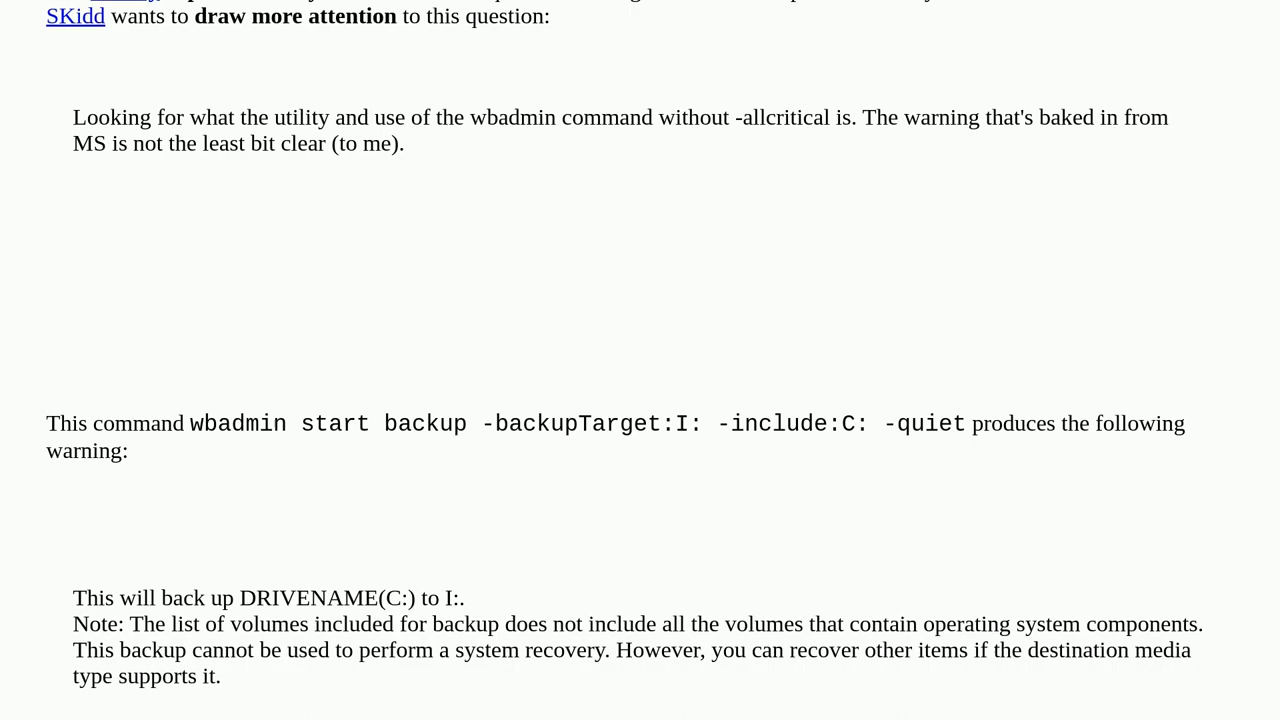 SKidd wants to draw more attention to this question:
Looking for what the utility and use of the wbadmin command without -allcritical is. The warning that's baked in from
MS is not the least bit clear (to me).
This command wbadmin start backup -backupTarget:I: -include:C: -quiet produces the following
warning:
This will back up DRIVENAME(C:) to I:.
Note: The list of volumes included for backup does not include all the volumes that contain operating system components.
This backup cannot be used to perform a system recovery. However, you can recover other items if the destination media
type supports it.